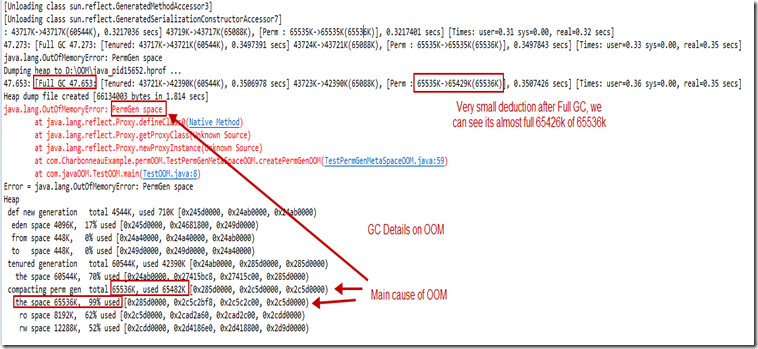 [Unloading class sun.reflect.GeneratedMethodAccessor3]
[Unloading class sun.reflect.GeneratedSerializationConstructorAccessor7]
: 43717K->43717K(60544K), 0.3217036 secs] 43719K->43717K(65088K), [Perm : 65535K->65535K(65536K)], 0.3217401 secs] [Times: user=0.31 sys=0.00, real=0.32 secs]
47.273: [Full GC 47.273: [Tenured: 43717K->43721K(60544K), 0.3497391 secs] 43717K->43721K(65088K), [Perm : 65535K->65535K(65536K)], 0.3497843 secs] [Times: user=0.33 sys=0.00, real=0.35 secs]
java.lang.OutOfMemoryError: PermGen space
Dumping heap to D:\OOM\java_pid15652.hprof ...
47.653: [Full GC 47.653: [Tenured: 43721K->42390K(60544K), 0.3506978 secs] 43723K->42390K(65088K), [Perm : 65535K->65429K(65536K)], 0.3507426 secs] [Times: user=0.36 sys=0.00, real=0.35 secs]
Heap dump file created [66134003 bytes in 1.814 secs]
java.lang.OutOfMemoryError: PermGen space
Very small deduction after Full GC, we
can see its almost full 65426k of 65536k
at java.lang.reflect.Proxy.defineClass0(Native Method)
at java.lang.reflect.Proxy.getProxyClass(Unknown Source)
at java.lang.reflect.Proxy.newProxyInstance(Unknown Source)
at com.CharbonneauExample.permOOM.TestPermGenMetaSpaceOOM.createPermGenOOM(TestPermGenMetaSpaceOOM.java:59)
at com.javaOOM.TestOOM.main(TestOOM.java:8)
Error = java.lang.OutOfMemoryError: PermGen space
Heap
def new generation total 4544K, used 710K [0x245d0000, 0x24ab0000, 0x24ab0000)
eden space 4096K, 17% used [0x245d0000, 0x24681800, 0x249d0000)
from space 448K, 0% used [0x24a40000, 0x24a40000, 0x24ab0000)
to space 448K, 0% used [0x249d0000, 0x249d0000, 0x24a40000)
GC Details on OOM
tenured generation total 60544K, used 42390K [0x24ab0000, 0x285d0000, 0x285d0000)
the space 60544K, 70% used [0x24ab0000, 0x27415bc8, 0x27415c00, 0x285d0000)
compacting perm gen total 65536K, used 65482K [0x285d0000, 0x2c5d0000, 0x2c5d0000)
Main cause of OOM
the space 65536K, 99% used [0x285d0000, 0x2c5c2bf8, 0x2c5c2c00, 0x2c5d0000)
ro space 8192K, 62% used [0x2c5d0000, 0x2cad2a60, 0x2cad2c00, 0x2cdd0000)
rw space 12288K, 52% used [0x2cdd0000, 0x2d4186e0, 0x2d418800, 0x2d9d0000)